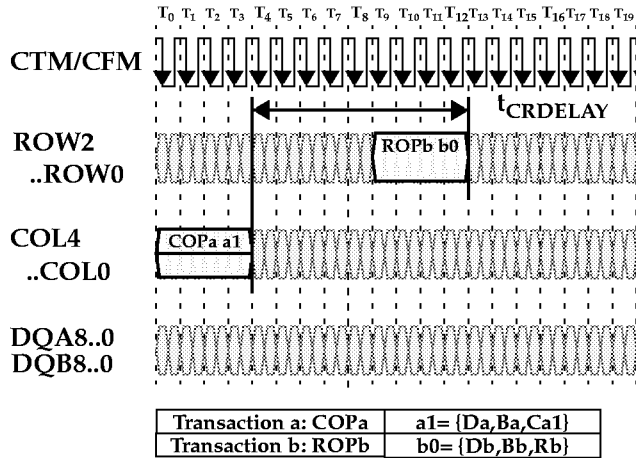 T0 T1 T2 T3 T4 T5 T6 T7 T8 T9 T10 T11 T12 T13 T14 T15 T16 T17 T18 T19
CTM/CFM
tCRDELAY
ROW2
..ROW0
ROPb b0
COL4
..COL0
COPa a1
DQA8..0
DQB8..0
Transaction a: COPa a1= {Da,Ba,Ca1}
Transaction b: ROPb b0= {Db,Bb,Rb}